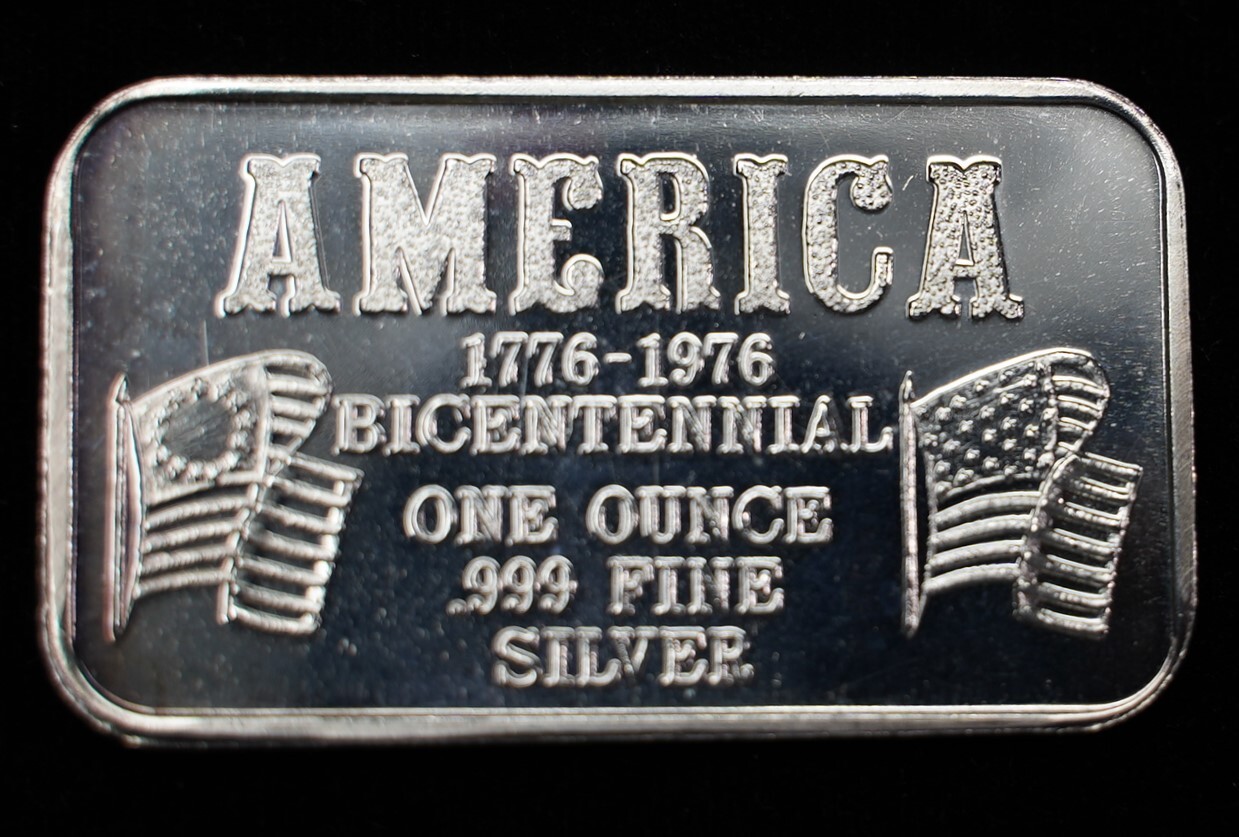 AMERICA
1776-1976
BICENTENNIAL
ONE OUNCE
.999 FINE
SILVER